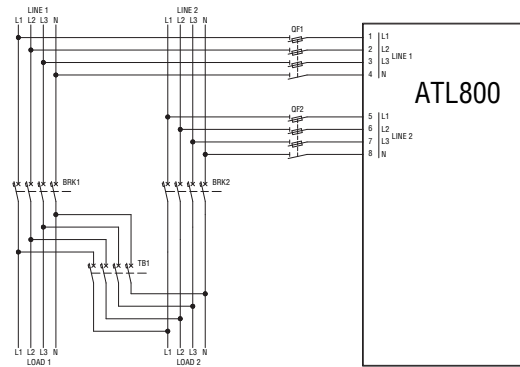 LINE 1
L1 L2 L3 N
LINE 2
L1 L2 L3 N
QF1
1 L1
2 L2
3 L3
4 N
LINE 1
ATL800
QF2
5 L1
6 L2
7 L3
8 N
LINE 2
BRK1
BRK2
TB1
L1 L2 L3 N
LOAD 1
L1 L2 L3 N
LOAD 2